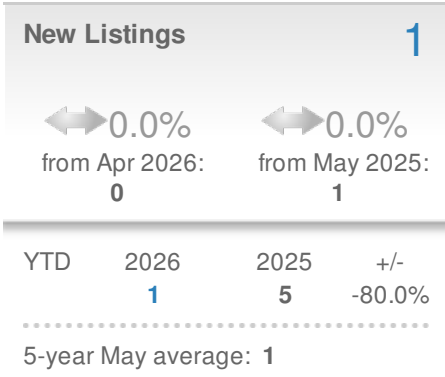 New Listings 1
0.0% 0.0%
from Apr 2026: from May 2025:
0 1
YTD 2026 2025 +/-
1 5 -80.0%
5-year May average: 1